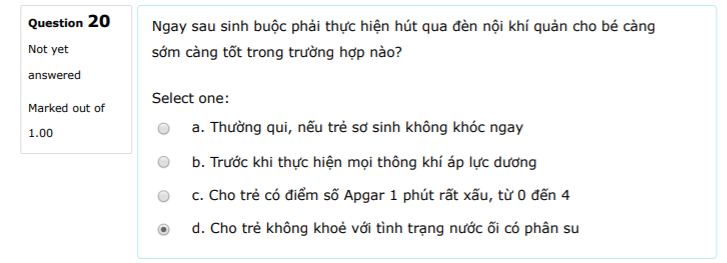 Question 20
Not yet
answered
Marked out of
1.00
Ngay sau sinh buộc phải thực hiện hút qua đèn nội khí quản cho bé càng
sớm càng tốt trong trường hợp nào?
Select one:
a. Thường qui, nếu trẻ sơ sinh không khóc ngay
b. Trước khi thực hiện mọi thông khí áp lực dương
c. Cho trẻ có điểm số Apgar 1 phút rất xấu, từ 0 đến 4
d. Cho trẻ không khoẻ với tình trạng nước ối có phân su